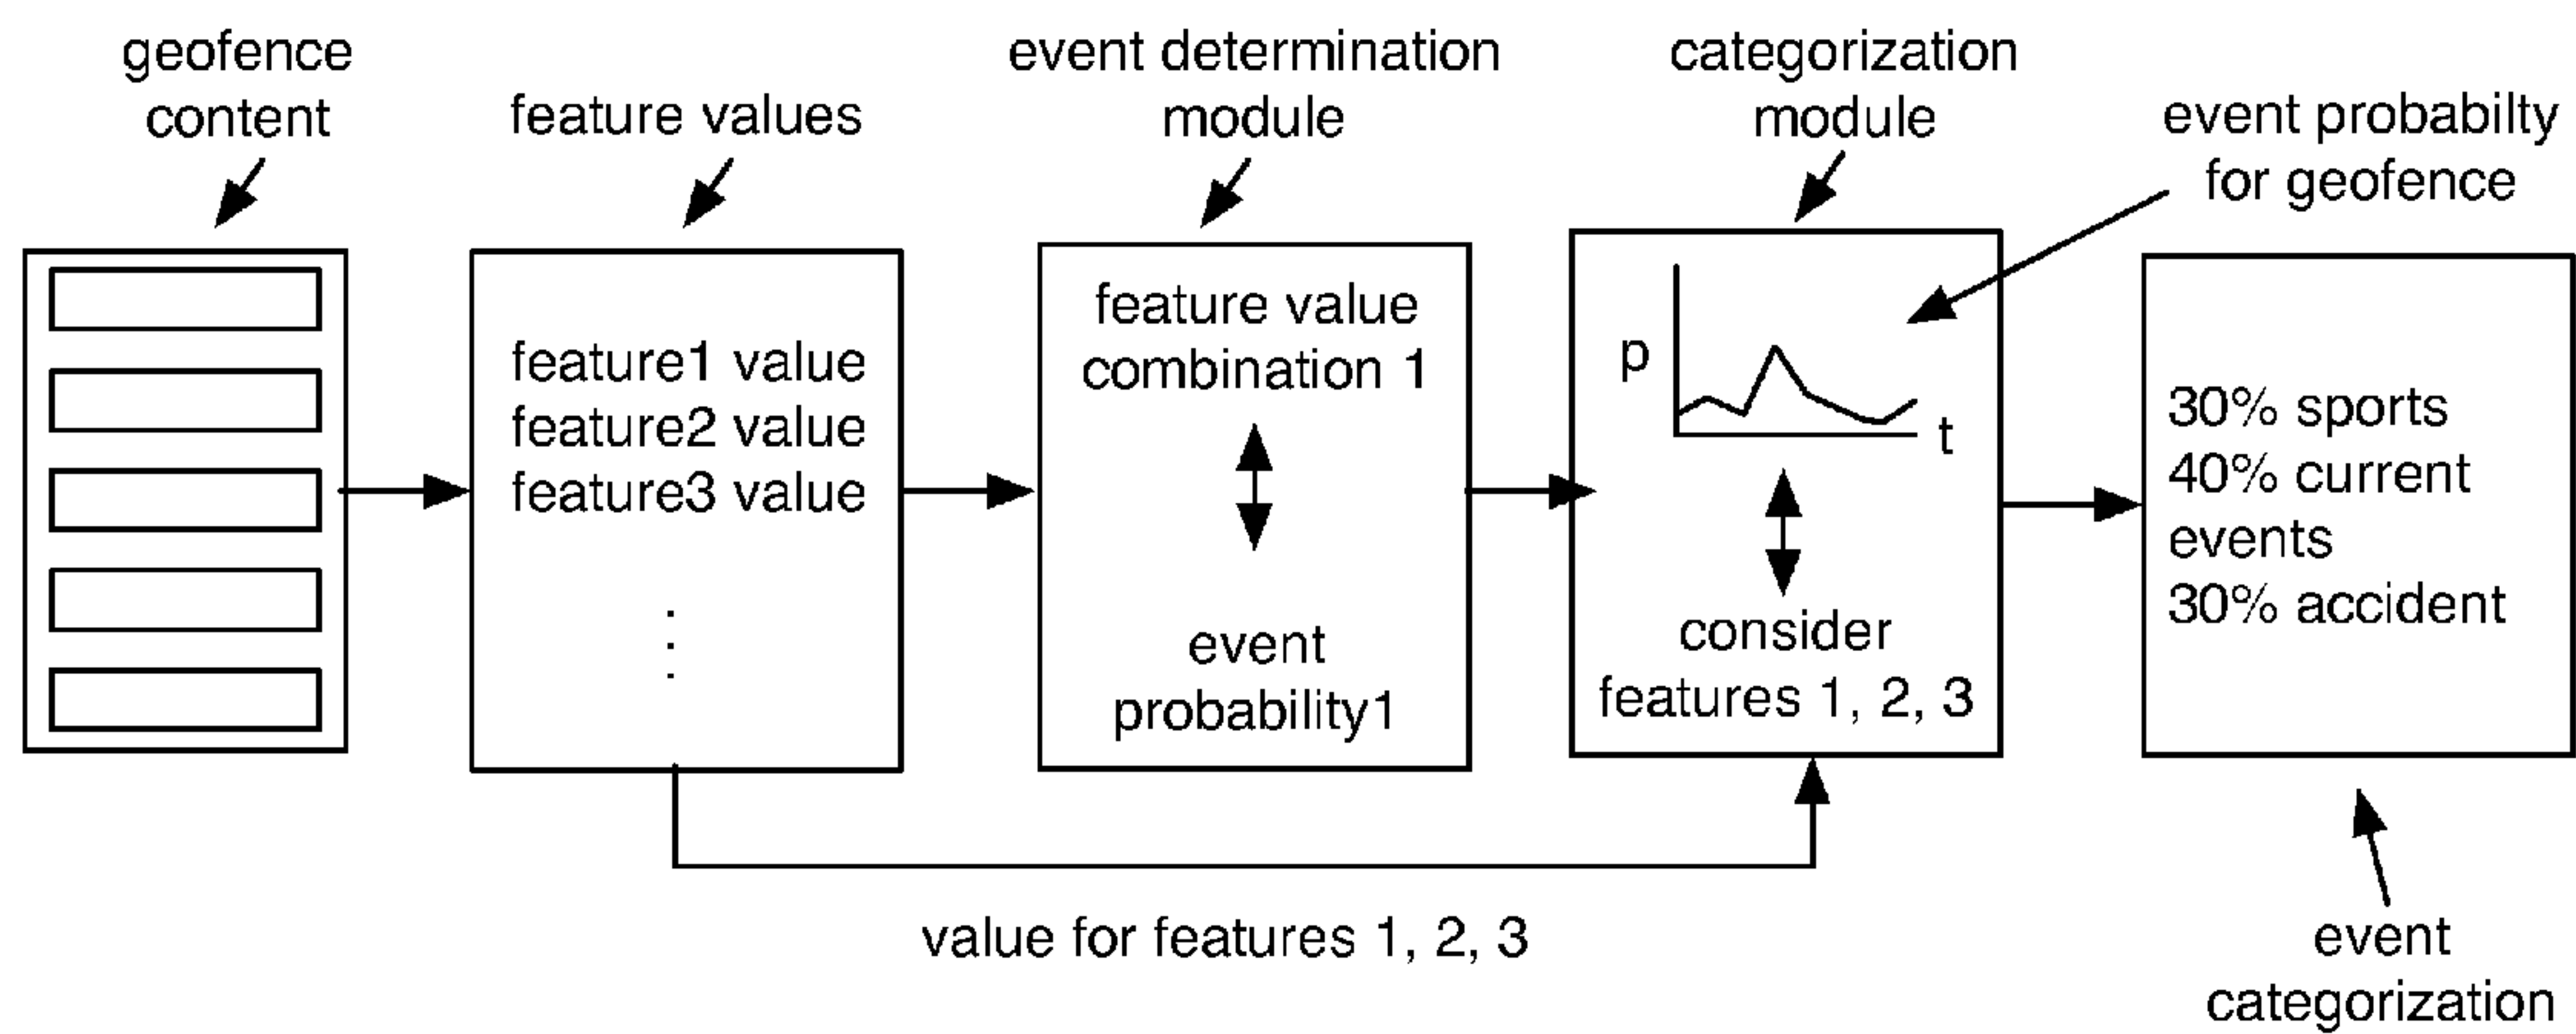 geofence
content
feature values
event determination
module
categorization
module
event probabilty
for geofence
feature1 value
feature2 value
feature3 value
feature value
combination 1
event
probability1
p
t
consider
features 1, 2, 3
30% sports
40% current
events
30% accident
value for features 1, 2, 3
event
categorization